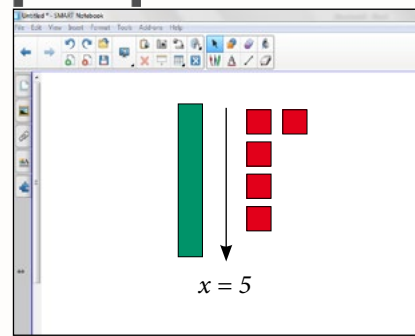 Untitled * - SMART Notebook
File Edit View Insert Format Tools Add-ons Help
x = 5